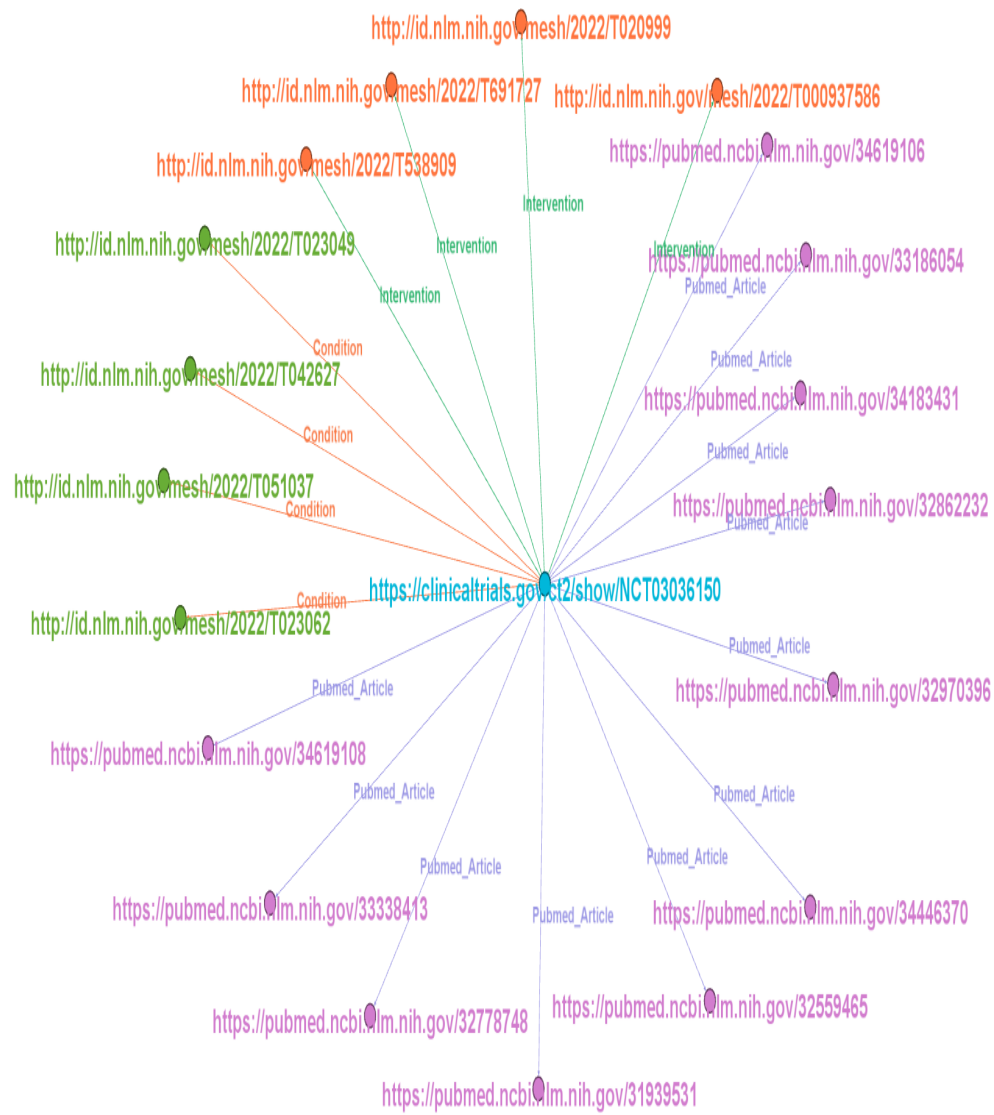 http://id.nlm.nih.gov/mesh/2022/T020999
http://id.nlm.nih.gov/mesh/2022/T691727
http://id.nlm.nih.gov/mesh/2022/T000937586
https://pubmed.ncbi.nlm.nih.gov/34619106
http://id.nlm.nih.gov/mesh/2022/T538909
Intervention
http://id.nlm.nih.gov/mesh/2022/T023049
Intervention
Intervention
https://pubmed.ncbi.nlm.nih.gov/33186054
Pubmed_Article
Intervention
Condition
Pubmed_Article
http://id.nlm.nih.gov/mesh/2022/T042627
https://pubmed.ncbi.nlm.nih.gov/34183431
Condition
Pubmed_Article
http://id.nlm.nih.gov/mesh/2022/T051037
https://pubmed.ncbi.nlm.nih.gov/32862232
Condition
Pubmed_Article
https://clinicaltrials.gov/ct2/show/NCT03036150
Condition
http://id.nlm.nih.gov/mesh/2022/T023062
Pubmed_Article
Pubmed_Article
https://pubmed.ncbi.nlm.nih.gov/32970396
https://pubmed.ncbi.nlm.nih.gov/34619108
Pubmed_Article
Pubmed_Article
Pubmed_Article
Pubmed_Article
https://pubmed.ncbi.nlm.nih.gov/33338413
Pubmed_Article
https://pubmed.ncbi.nlm.nih.gov/34446370
https://pubmed.ncbi.nlm.nih.gov/32559465
https://pubmed.ncbi.nlm.nih.gov/32778748
https://pubmed.ncbi.nlm.nih.gov/31939531